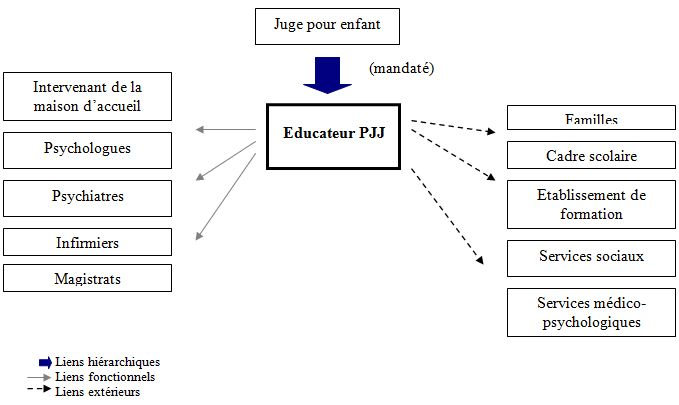 Juge pour enfant
(mandaté)
Intervenant de la
maison d'accueil
Psychologues
Psychiatres
Infirmiers
Magistrats
Educateur PJJ
Familles
Cadre scolaire
Etablissement de
formation
Services sociaux
Services médico-
psychologiques
Liens hiérarchiques
Liens fonctionnels
Liens extérieurs